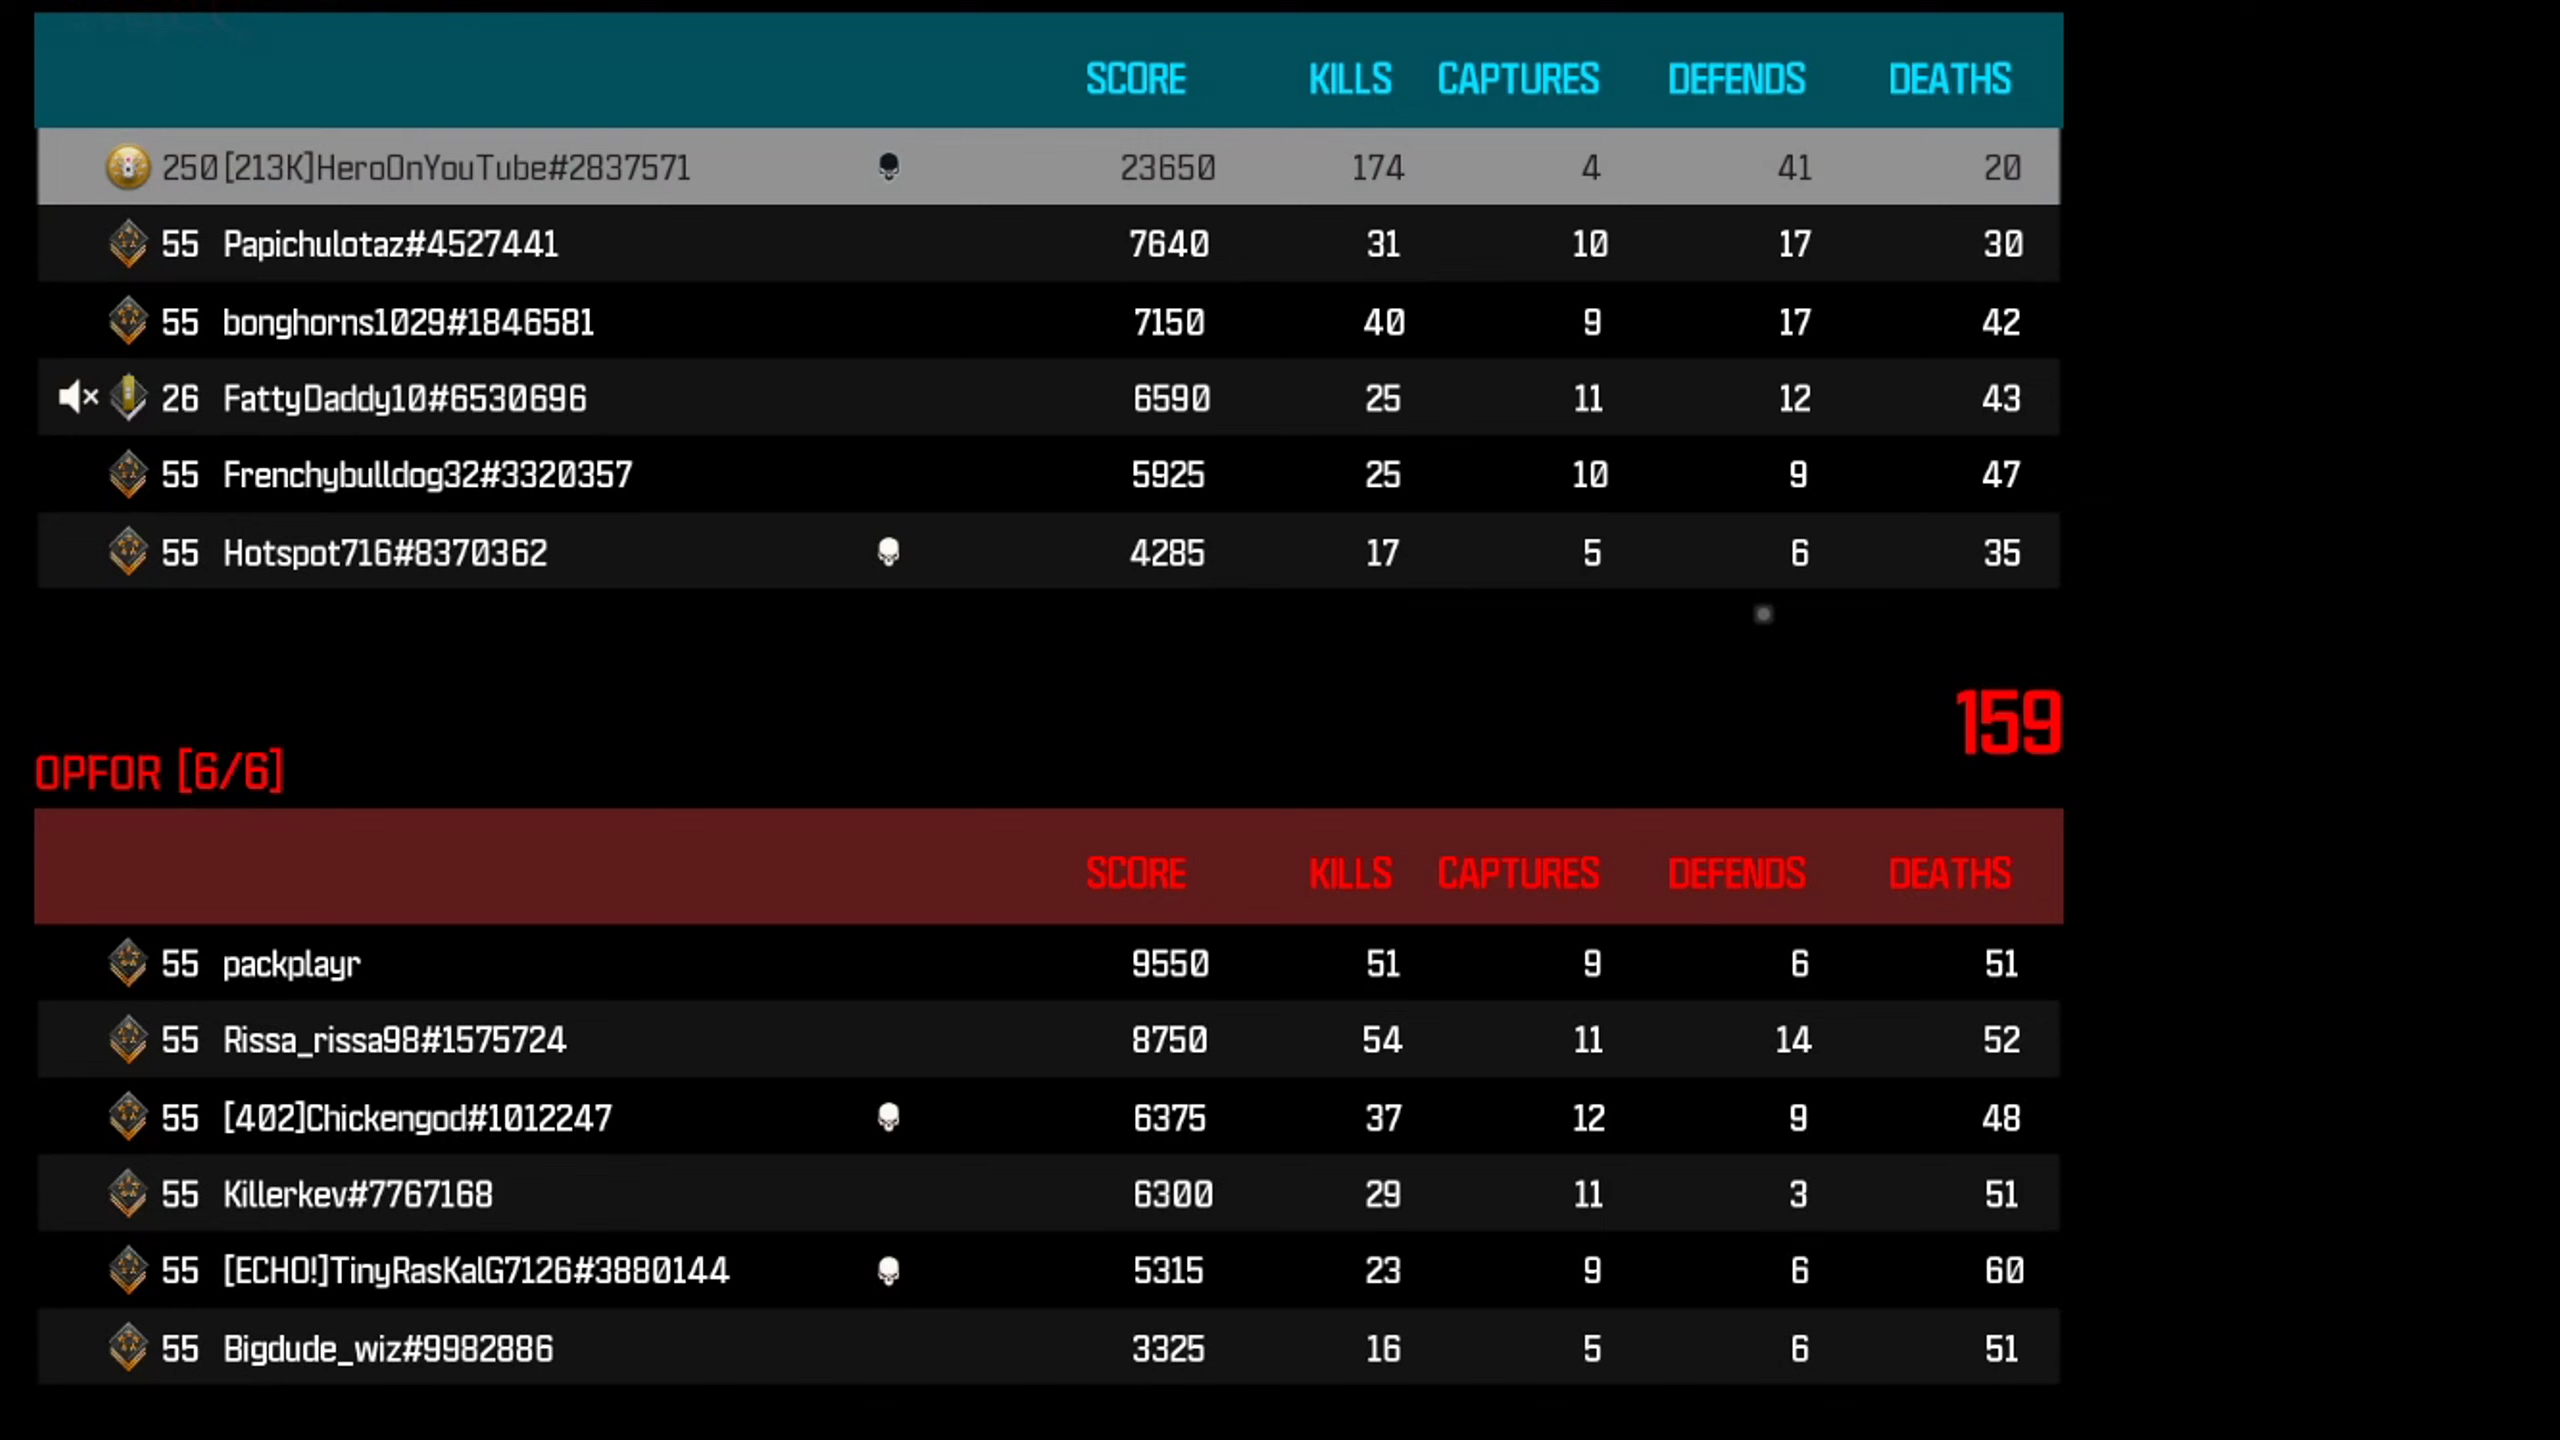 SCORE KILLS CAPTURES DEFENDS DEATHS
250 [213K]HeroOnYouTube#2837571 23650 174 4 41 20
55 Papichulotaz#4527441 7640 31 10 17 30
55 bonghorns1029#1846581 7150 40 9 17 42
26 FattyDaddy10#6530696 6590 25 11 12 43
55 Frenchybulldog32#3320357 5925 25 10 9 47
55 Hotspot716#8370362 4285 17 5 6 35
159
OPFOR [6/6]
SCORE KILLS CAPTURES DEFENDS DEATHS
55 packplayr 9550 51 9 6 51
55 Rissa_rissa98#1575724 8750 54 11 14 52
55 [402]Chickengod#1012247 6375 37 12 9 48
55 Killerkev#7767168 6300 29 11 3 51
55 [ECHO!]TinyRasKalG7126#3880144 5315 23 9 6 60
55 Bigdude_wiz#9982886 3325 16 5 6 51